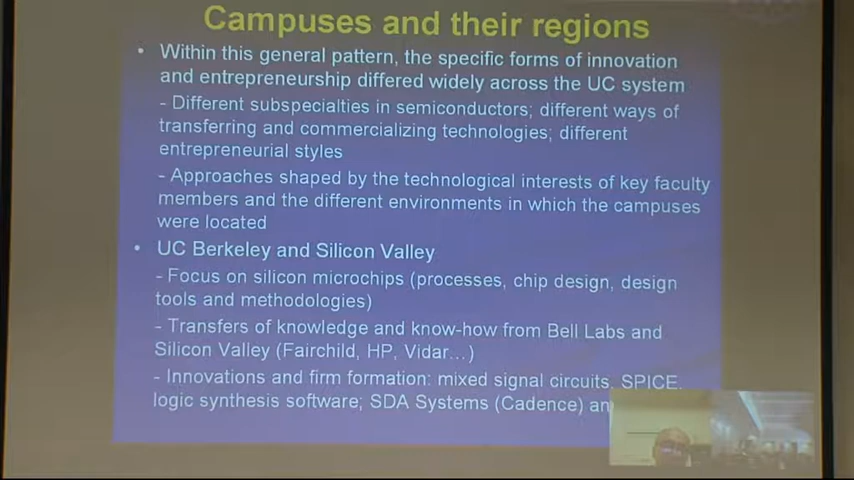 Campuses and their regions
• Within this general pattern, the specific forms of innovation
and entrepreneurship differed widely across the UC system
- Different subspecialties in semiconductors; different ways of
transferring and commercializing technologies; different
entrepreneurial styles
- Approaches shaped by the technological interests of key faculty
members and the different environments in which the campuses
were located
• UC Berkeley and Silicon Valley
- Focus on silicon microchips (processes, chip design, design
tools and methodologies)
- Transfers of knowledge and know-how from Bell Labs and
Silicon Valley (Fairchild, HP, Vidar...)
- Innovations and firm formation: mixed signal circuits, SPICE,
logic synthesis software; SDA Systems (Cadence) an